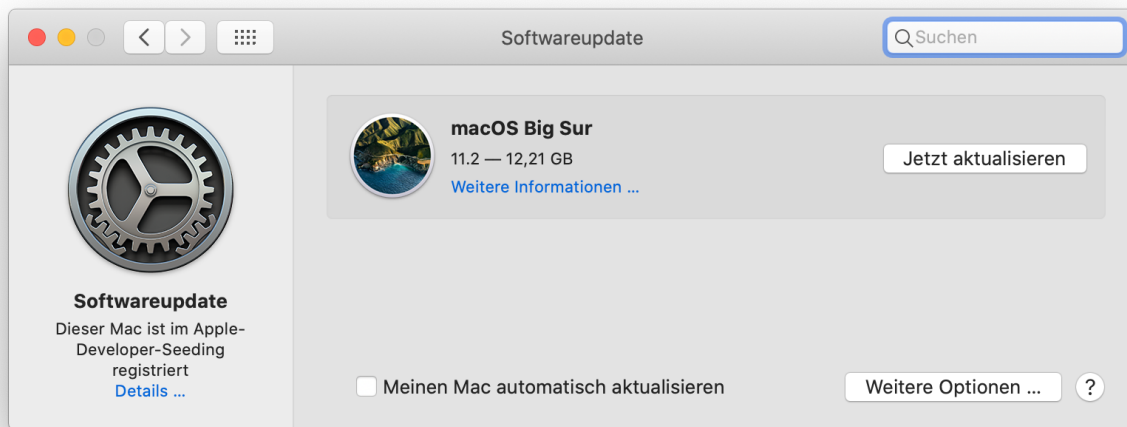 Softwareupdate
Suchen
macOS Big Sur
11.2 — 12,21 GB
Weitere Informationen ...
Jetzt aktualisieren
Softwareupdate
Dieser Mac ist im Apple-
Developer-Seeding
registriert
Details ...
Meinen Mac automatisch aktualisieren
Weitere Optionen ...
?